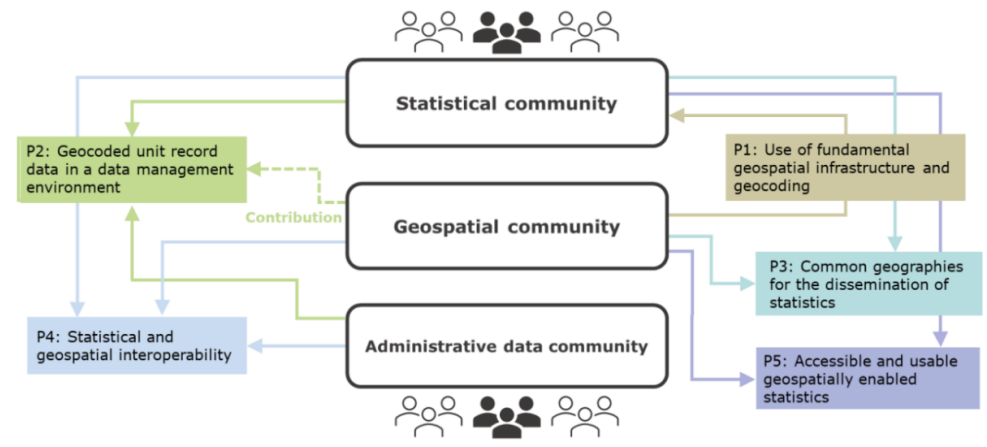 Statistical community
P2: Geocoded unit record
data in a data management
environment
P1: Use of fundamental
geospatial infrastructure and
geocoding
Contribution
Geospatial community
P3: Common geographies
for the dissemination of
statistics
P4: Statistical and
geospatial interoperability
Administrative data community
P5: Accessible and usable
geospatially enabled
statistics